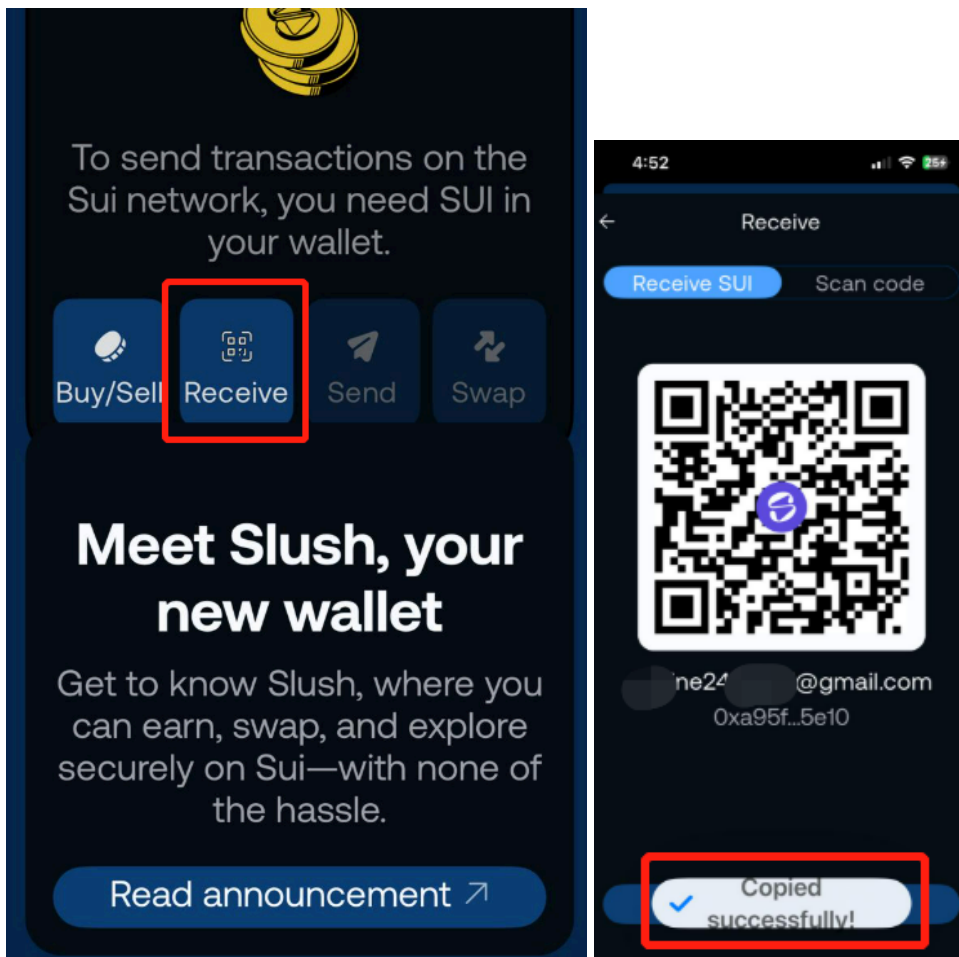 To send transactions on the
Sui network, you need SUI in
your wallet.
Buy/Sell Receive Send Swap
Meet Slush, your
new wallet
Get to know Slush, where you
can earn, swap, and explore
securely on Sui—with none of
the hassle.
Read announcement
4:52
25
Receive
Receive SUI Scan code
ne24 @gmail.com
0xa95f...5e10
Copied
successfully!